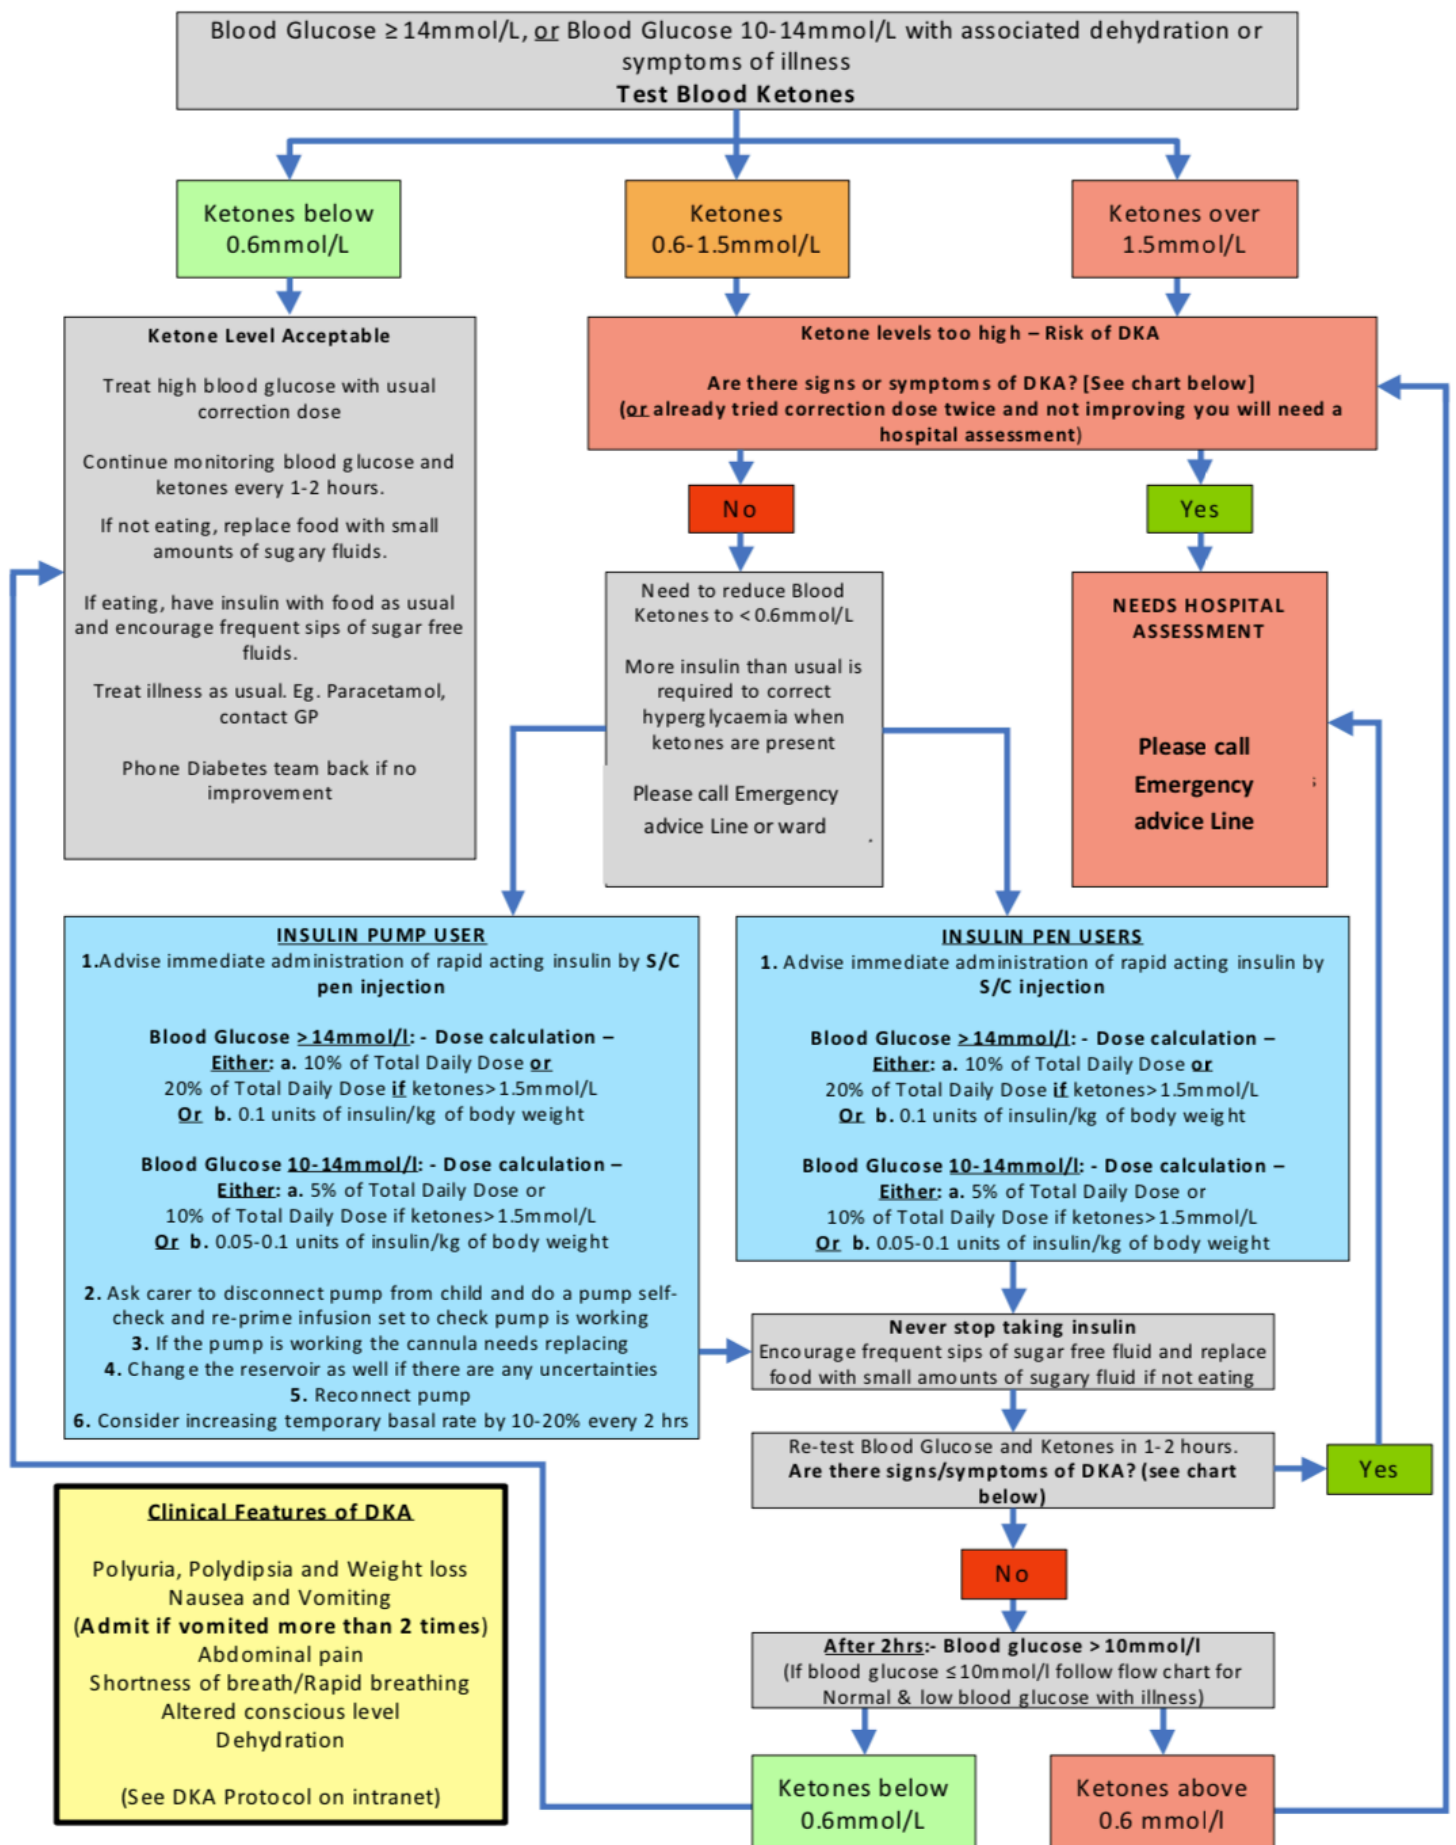 Blood Glucose ≥14mmol/L, or Blood Glucose 10-14mmol/L with associated dehydration or
symptoms of illness
Test Blood Ketones
Ketones below
0.6mmol/L
Ketones
0.6-1.5mmol/L
Ketones over
1.5mmol/L
Ketone Level Acceptable
Treat high blood glucose with usual
correction dose
Continue monitoring blood glucose and
ketones every 1-2 hours.
If not eating, replace food with small
amounts of sugary fluids.
If eating, have insulin with food as usual
and encourage frequent sips of sugar free
fluids.
Treat illness as usual. Eg. Paracetamol,
contact GP
Phone Diabetes team back if no
improvement
Ketone levels too high – Risk of DKA
Are there signs or symptoms of DKA? [See chart below]
(or already tried correction dose twice and not improving you will need a
hospital assessment)
No
Yes
Need to reduce Blood
Ketones to <0.6mmol/L
More insulin than usual is
required to correct
hyperglycaemia when
ketones are present
Please call Emergency
advice Line or ward
NEEDS HOSPITAL
ASSESSMENT
Please call
Emergency
advice Line
INSULIN PUMP USER
1.Advise immediate administration of rapid acting insulin by S/C
pen injection
Blood Glucose >14mmol/l: - Dose calculation –
Either: a. 10% of Total Daily Dose or
20% of Total Daily Dose if ketones>1.5mmol/L
Or b. 0.1 units of insulin/kg of body weight
Blood Glucose 10-14mmol/l: - Dose calculation –
Either: a. 5% of Total Daily Dose or
10% of Total Daily Dose if ketones>1.5mmol/L
Or b. 0.05-0.1 units of insulin/kg of body weight
2. Ask carer to disconnect pump from child and do a pump self-
check and re-prime infusion set to check pump is working
3. If the pump is working the cannula needs replacing
4. Change the reservoir as well if there are any uncertainties
5. Reconnect pump
6. Consider increasing temporary basal rate by 10-20% every 2 hrs
INSULIN PEN USERS
1. Advise immediate administration of rapid acting insulin by
S/C injection
Blood Glucose >14mmol/l: - Dose calculation –
Either: a. 10% of Total Daily Dose or
20% of Total Daily Dose if ketones>1.5mmol/L
Or b. 0.1 units of insulin/kg of body weight
Blood Glucose 10-14mmol/l: - Dose calculation –
Either: a. 5% of Total Daily Dose or
10% of Total Daily Dose if ketones>1.5mmol/L
Or b. 0.05-0.1 units of insulin/kg of body weight
Never stop taking insulin
Encourage frequent sips of sugar free fluid and replace
food with small amounts of sugary fluid if not eating
Re-test Blood Glucose and Ketones in 1-2 hours.
Are there signs/symptoms of DKA? (see chart
below)
Yes
No
After 2hrs:- Blood glucose >10mmol/l
(If blood glucose ≤10mmol/l follow flow chart for
Normal & low blood glucose with illness)
Ketones below
0.6mmol/L
Ketones above
0.6 mmol/l
Clinical Features of DKA
Polyuria, Polydipsia and Weight loss
Nausea and Vomiting
(Admit if vomited more than 2 times)
Abdominal pain
Shortness of breath/Rapid breathing
Altered conscious level
Dehydration
(See DKA Protocol on intranet)